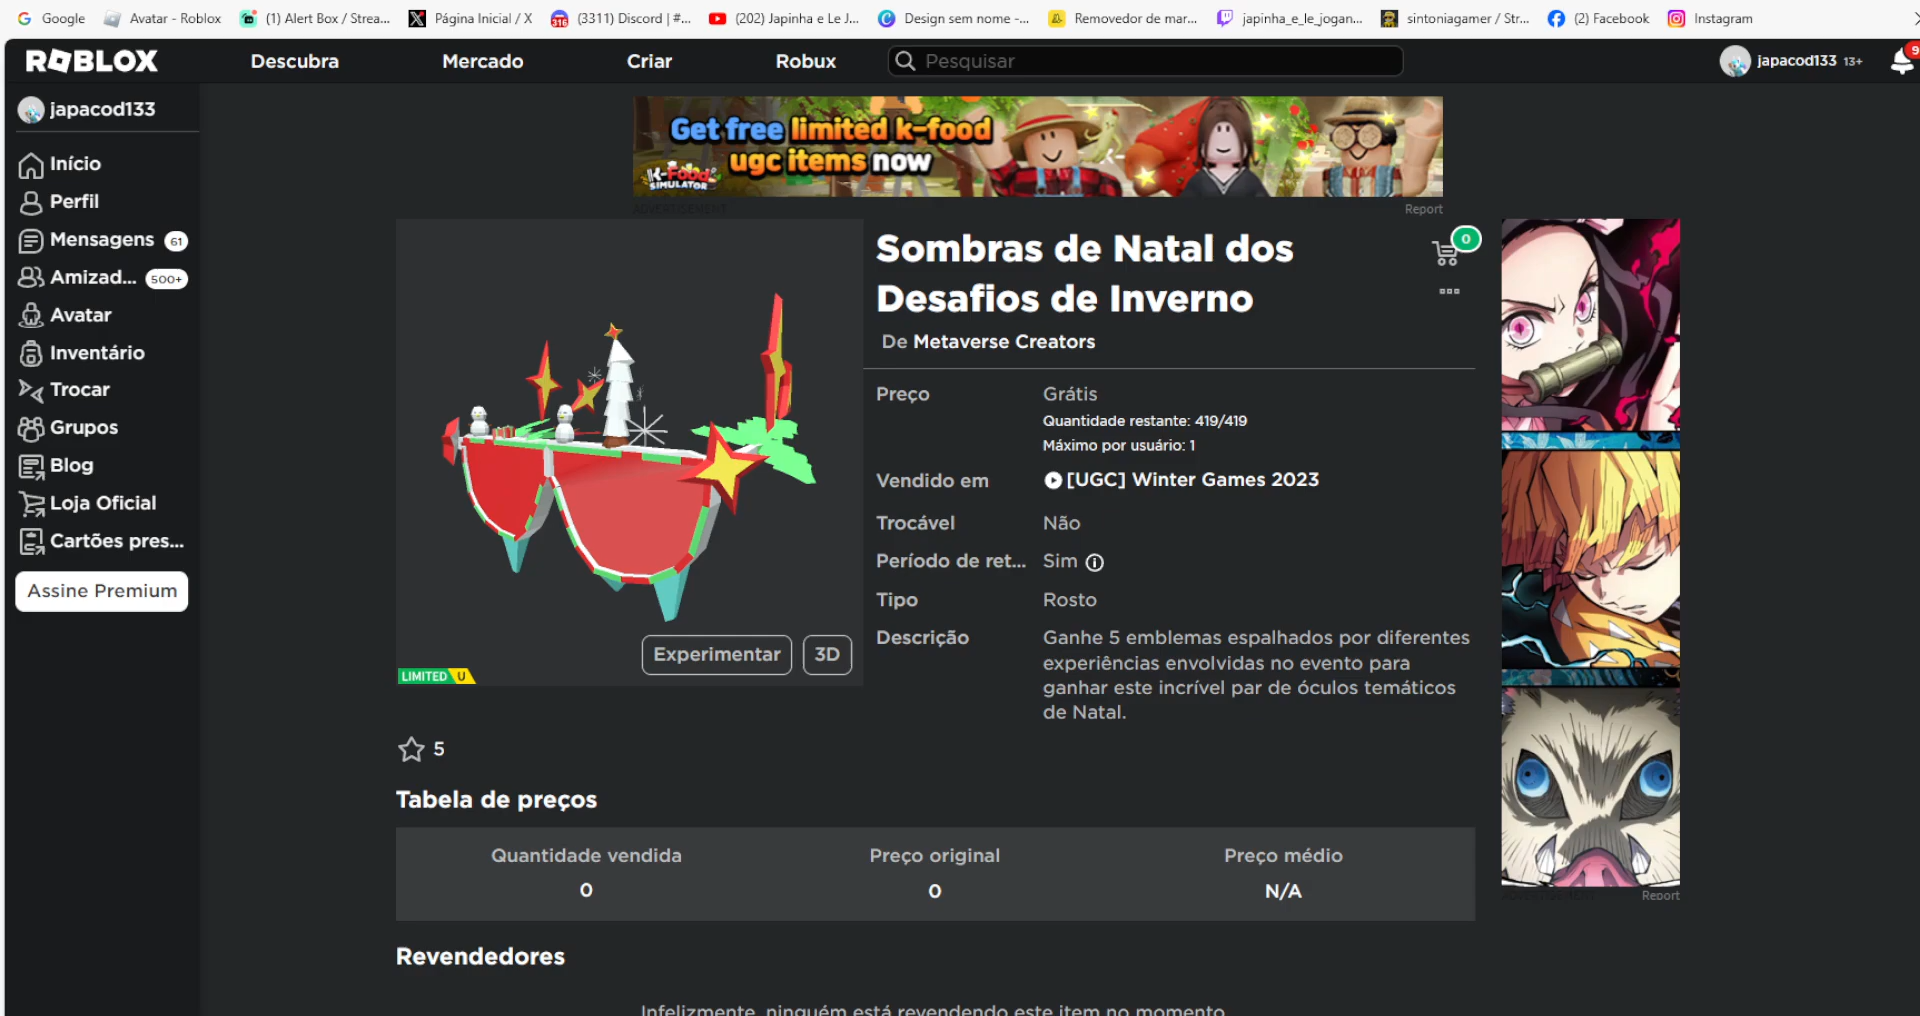 Google
Avatar - Roblox
(1) Alert Box / Strea...
Página Inicial / X
(3311) Discord | #...
(202) Japinha e Le J...
Design sem nome -...
Removedor de mar...
japinha_e_le_jogan...
sintoniagamer / Str...
(2) Facebook
Instagram
ROBLOX
Descubra
Mercado
Criar
Robux
Pesquisar
japacod133 13+
9
japacod133
Início
Perfil
Mensagens 61
Amizad... 500+
Avatar
Inventário
Trocar
Grupos
Blog
Loja Oficial
Cartões pres...
Assine Premium
Get free limited k-food
ugc items now
K-Food
SIMULATOR
ADVERTISEMENT
Report
Sombras de Natal dos
Desafios de Inverno
0
De Metaverse Creators
Preço
Grátis
Quantidade restante: 419/419
Máximo por usuário: 1
Vendido em
[UGC] Winter Games 2023
Trocável
Não
Período de ret...
Sim
Tipo
Rosto
Descrição
Ganhe 5 emblemas espalhados por diferentes
experiências envolvidas no evento para
ganhar este incrível par de óculos temáticos
de Natal.
Experimentar
3D
LIMITED U
5
Tabela de preços
Quantidade vendida
0
Preço original
0
Preço médio
N/A
ADVERTISEMENT
Report
Revendedores
Infelizmente, ninguém está revendendo este item no momento.